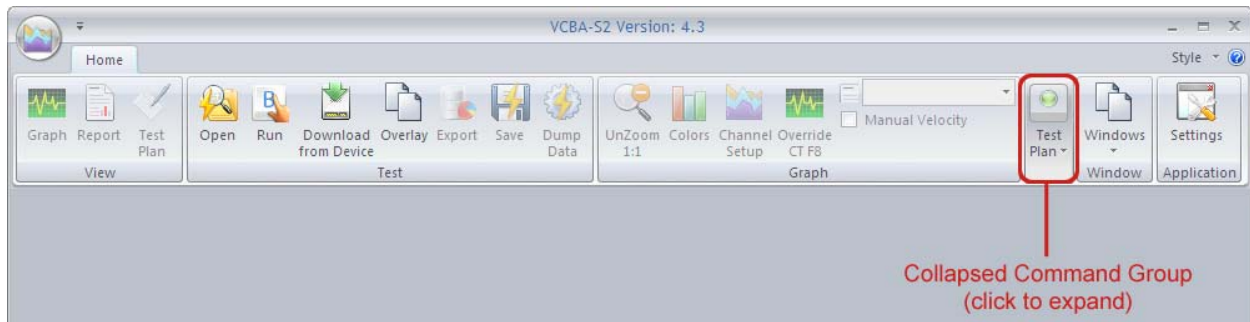 VCBA-S2 Version: 4.3
Home
Style
Graph Report Test Plan
Open Run Download from Device Overlay Export Save Dump Data
UnZoom 1:1 Colors Channel Setup Override CT F8
Manual Velocity
Test Plan
Windows
Settings
View
Test
Graph
Window
Application
Collapsed Command Group
(click to expand)